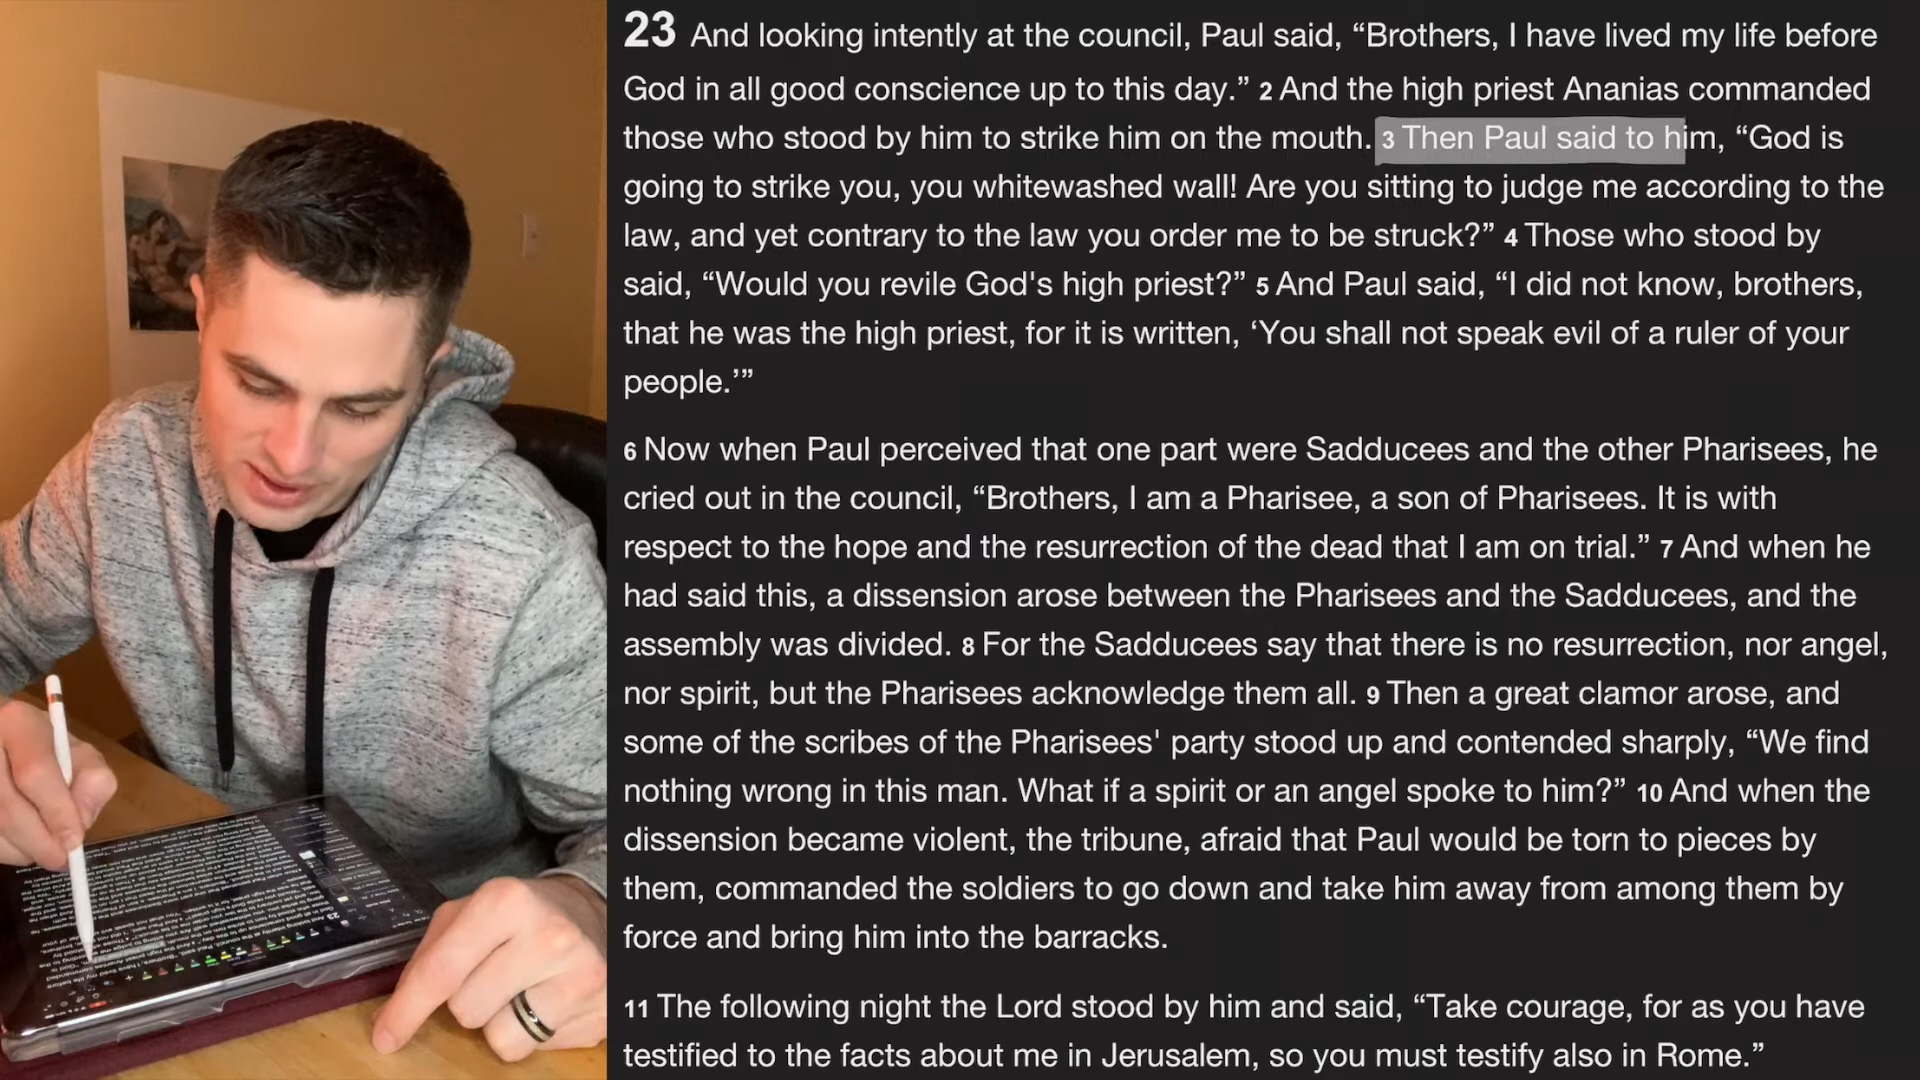 23 And looking intently at the council, Paul said, “Brothers, I have lived my life before
God in all good conscience up to this day.” 2 And the high priest Ananias commanded
those who stood by him to strike him on the mouth. 3 Then Paul said to him, “God is
going to strike you, you whitewashed wall! Are you sitting to judge me according to the
law, and yet contrary to the law you order me to be struck?” 4 Those who stood by
said, “Would you revile God's high priest?” 5 And Paul said, “I did not know, brothers,
that he was the high priest, for it is written, ‘You shall not speak evil of a ruler of your
people.’”
6 Now when Paul perceived that one part were Sadducees and the other Pharisees, he
cried out in the council, “Brothers, I am a Pharisee, a son of Pharisees. It is with
respect to the hope and the resurrection of the dead that I am on trial.” 7 And when he
had said this, a dissension arose between the Pharisees and the Sadducees, and the
assembly was divided. 8 For the Sadducees say that there is no resurrection, nor angel,
nor spirit, but the Pharisees acknowledge them all. 9 Then a great clamor arose, and
some of the scribes of the Pharisees' party stood up and contended sharply, “We find
nothing wrong in this man. What if a spirit or an angel spoke to him?” 10 And when the
dissension became violent, the tribune, afraid that Paul would be torn to pieces by
them, commanded the soldiers to go down and take him away from among them by
force and bring him into the barracks.
11 The following night the Lord stood by him and said, “Take courage, for as you have
testified to the facts about me in Jerusalem, so you must testify also in Rome.”